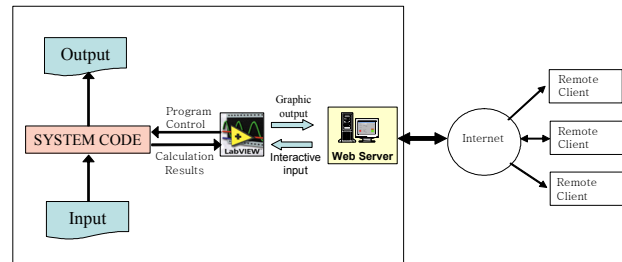 Output
SYSTEM CODE
Input
Program
Control
Calculation
Results
LabVIEW
Graphic
output
Interactive
input
Web Server
Internet
Remote
Client
Remote
Client
Remote
Client